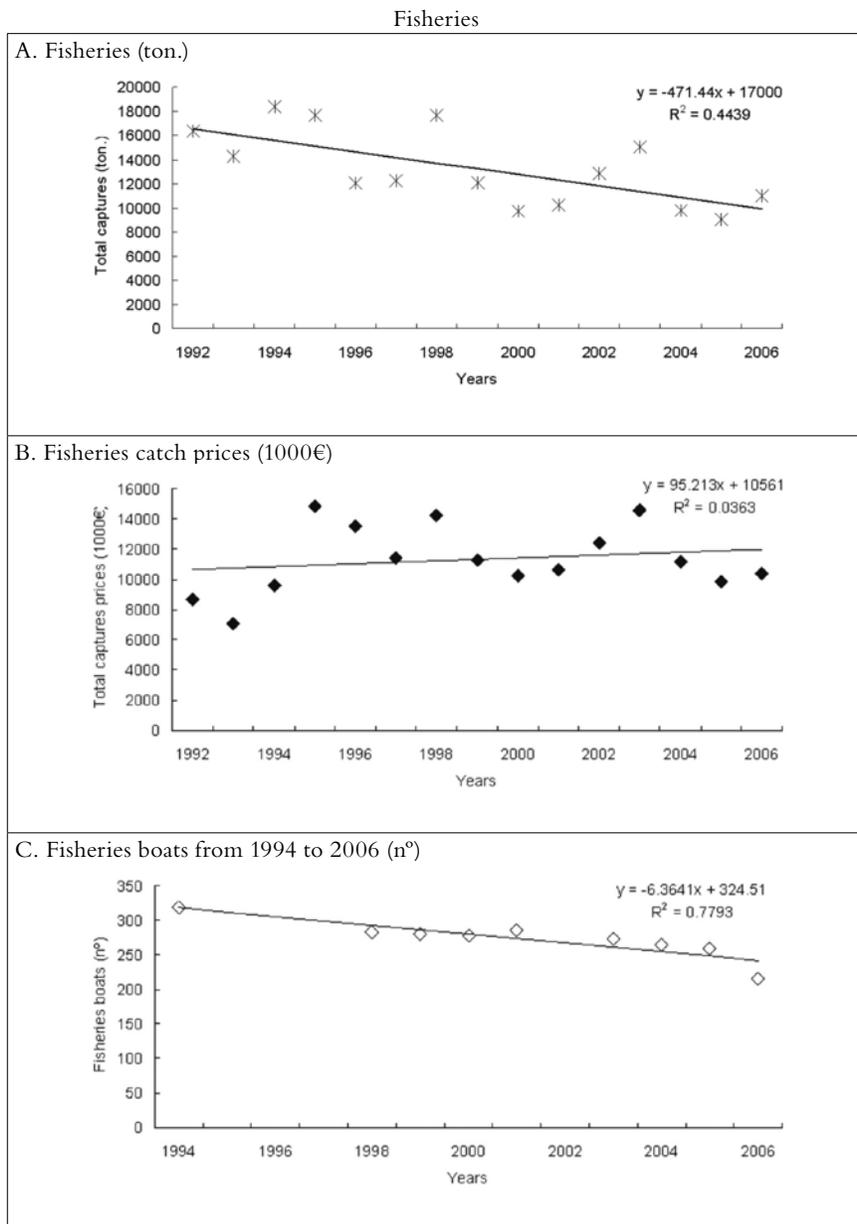 Fisheries
A. Fisheries (ton.)
y = -471.44x + 17000
R² = 0.4439
Total captures (ton.)
20000
18000
16000
14000
12000
10000
8000
6000
4000
2000
0
1992 1994 1996 1998 2000 2002 2004 2006
Years
B. Fisheries catch prices (1000€)
y = 95.213x + 10561
R² = 0.0363
Total captures prices (1000€;
16000
14000
12000
10000
8000
6000
4000
2000
0
1992 1994 1996 1998 2000 2002 2004 2006
Years
C. Fisheries boats from 1994 to 2006 (nº)
y = -6.3641x + 324.51
R² = 0.7793
Fisheries boats (nº)
350
300
250
200
150
100
50
0
1994 1996 1998 2000 2002 2004 2006
Years